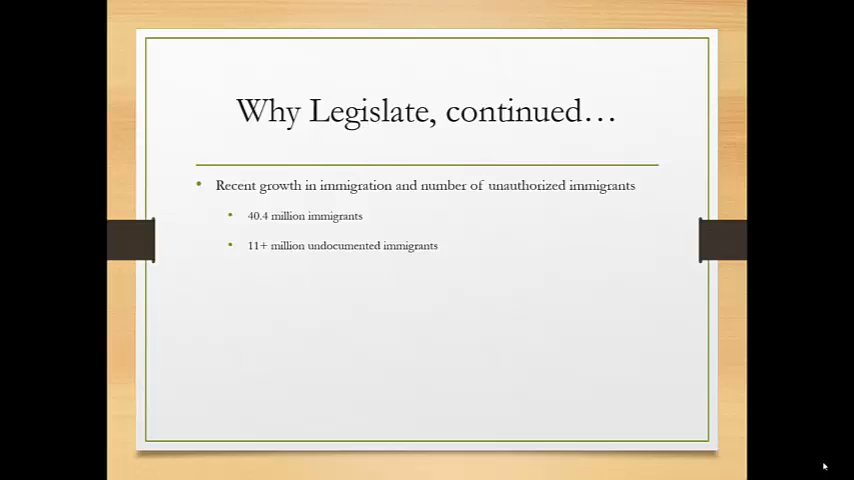 Why Legislate, continued…
• Recent growth in immigration and number of unauthorized immigrants
• 40.4 million immigrants
• 11+ million undocumented immigrants